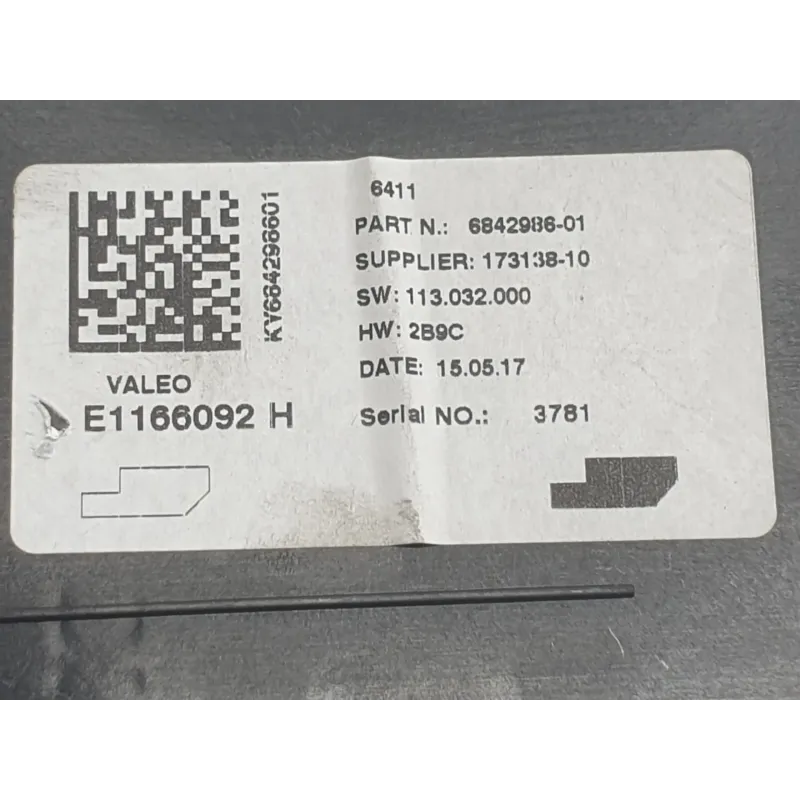 KV684298601
VALEO
E1166092 H
6411
PART N.: 6842986-01
SUPPLIER: 173138-10
SW: 113.032.000
HW: 2B9C
DATE: 15.05.17
Serial NO.: 3781